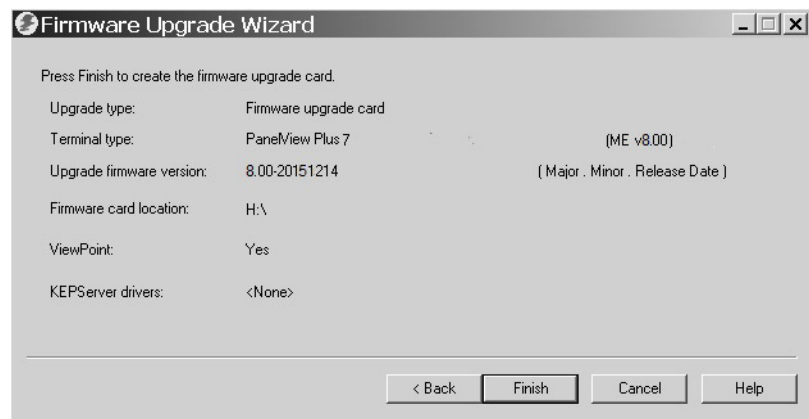 Firmware Upgrade Wizard
Press Finish to create the firmware upgrade card.
Upgrade type: Firmware upgrade card
Terminal type: PanelView Plus 7 (ME v8.00)
Upgrade firmware version: 8.00-20151214 ( Major . Minor . Release Date )
Firmware card location: H:\
ViewPoint: Yes
KEPServer drivers: <None>
< Back Finish Cancel Help